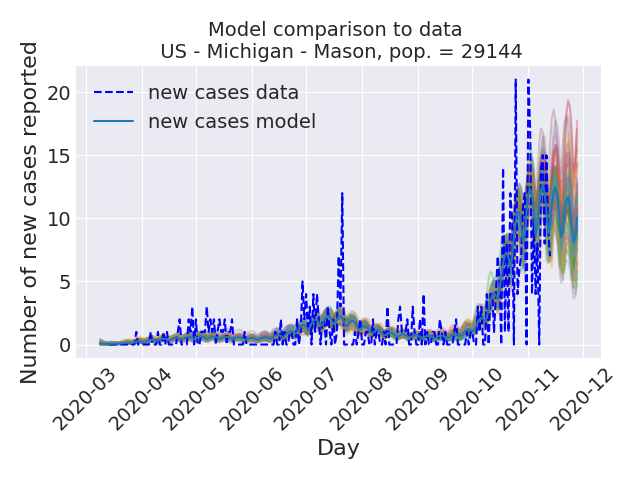 Model comparison to data
US - Michigan - Mason, pop. = 29144
Number of new cases reported
20
15
10
5
0
new cases data
new cases model
2020-03
2020-04
2020-05
2020-06
2020-07
2020-08
2020-09
2020-10
2020-11
2020-12
Day